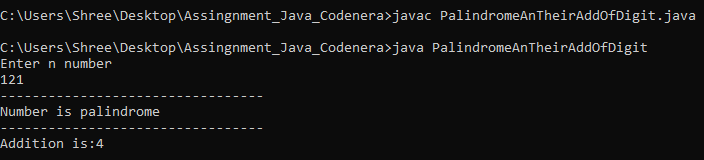 C:\Users\Shree\Desktop\Assingnment_Java_Codenera>javac PalindromeAnTheirAddOfDigit.java
C:\Users\Shree\Desktop\Assingnment_Java_Codenera>java PalindromeAnTheirAddOfDigit
Enter n number
121
---------------------------------
Number is palindrome
---------------------------------
Addition is:4